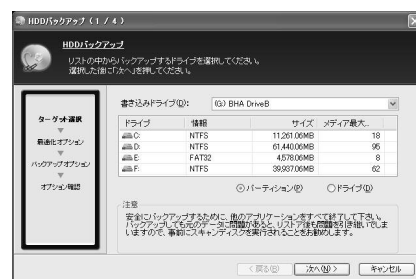 HDDバックアップ ( 1 / 4 )
HDDバックアップ
リストの中からバックアップするドライブを選択してください。
選択した後に「次へ」を押してください。
ターゲット選択
最適化オプション
バックアップオプション
オプション確認
書き込みドライブ(D): (G:) BHA DriveB
ドライブ 情報 サイズ メディア最大...
C: NTFS 11,261.06MB 18
D: NTFS 61,440.06MB 95
E: FAT32 4,578.06MB 8
F: NTFS 39,937.06MB 62
パーティション(P) ドライブ(D)
注意
安全にバックアップするために、他のアプリケーションをすべて終了して下さい。
バックアップしても元のデータに問題があると、リストア後も問題を引き継いでしま
いますので、事前にスキャンディスクを実行されることをお勧めします。
< 戻る(B) 次へ(N) > キャンセル